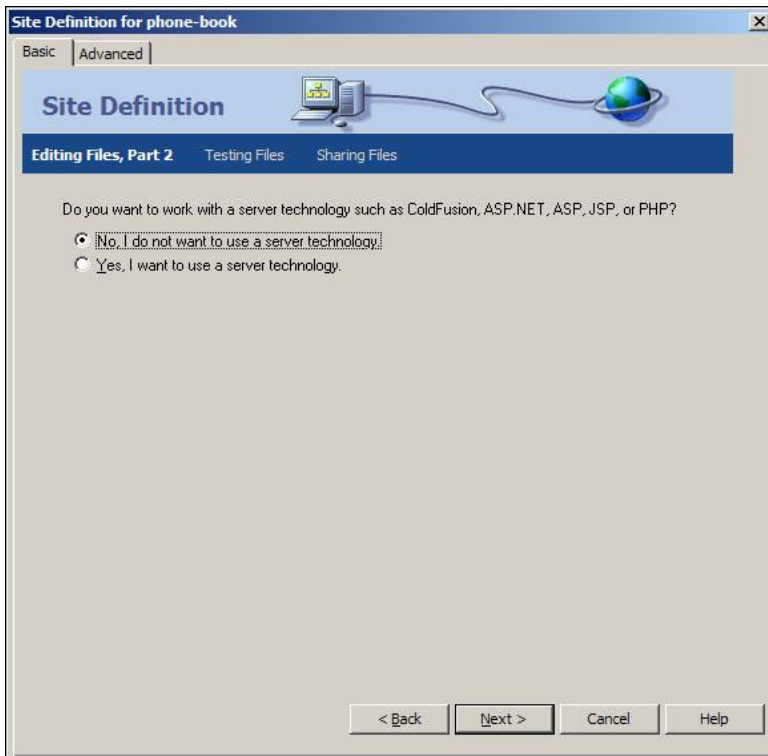 Site Definition for phone-book
Basic Advanced
Site Definition
Editing Files, Part 2 Testing Files Sharing Files
Do you want to work with a server technology such as ColdFusion, ASP.NET, ASP, JSP, or PHP?
No, I do not want to use a server technology.
Yes, I want to use a server technology.
< Back Next > Cancel Help